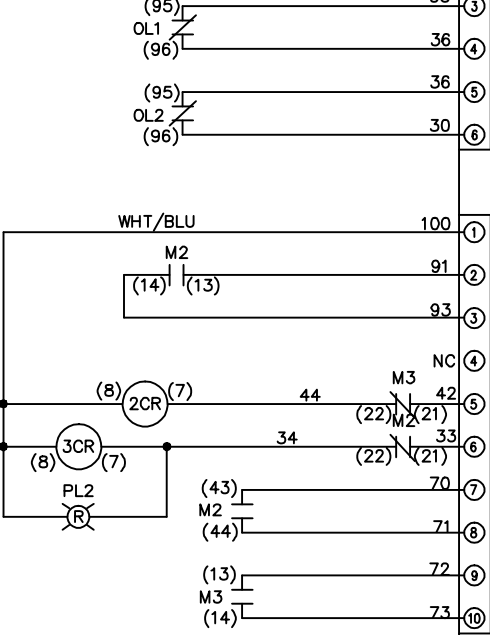 (95)
3
OL1
(96) 36 4
(95) 36 5
OL2
(96) 30 6
WHT/BLU 100 1
M2
(14) (13) 91 2
93 3
NC 4
M3
(8) 2CR (7) 44 (22) (21) 42 5
M2
(8) 3CR (7) 34 (22) (21) 33 6
PL2
R
(43) 70 7
M2
(44) 71 8
(13) 72 9
M3
(14) 73 10